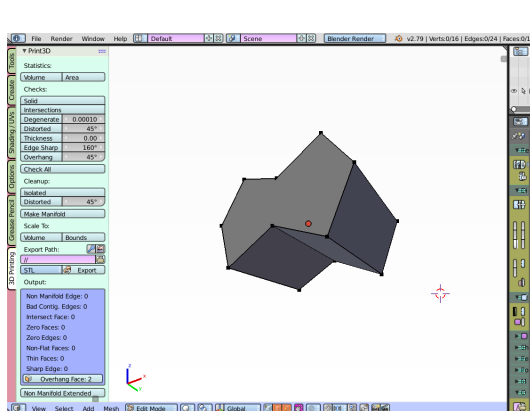 File Render Window Help Default Scene Blender Render v2.79 | Verts:0/16 | Edges:0/24 | Faces:0/1
Print3D
Statistics:
Volume Area
Checks:
Solid
Intersections
Degenerate 0.00010
Distorted 45°
Thickness 0.00
Edge Sharp 160°
Overhang 45°
Check All
Cleanup:
Isolated
Distorted 45°
Make Manifold
Scale To:
Volume Bounds
Export Path:
//
STL Export
Output:
Non Manifold Edge: 0
Bad Contig. Edges: 0
Intersect Face: 0
Zero Faces: 0
Zero Edges: 0
Non-Flat Faces: 0
Thin Faces: 0
Sharp Edge: 0
Overhang Face: 2
Non Manifold Extended
Tools
Create
Shading / UVs
Options
Grease Pencil
3D Printing
z
x
y
View Select Add Mesh Edit Mode Global